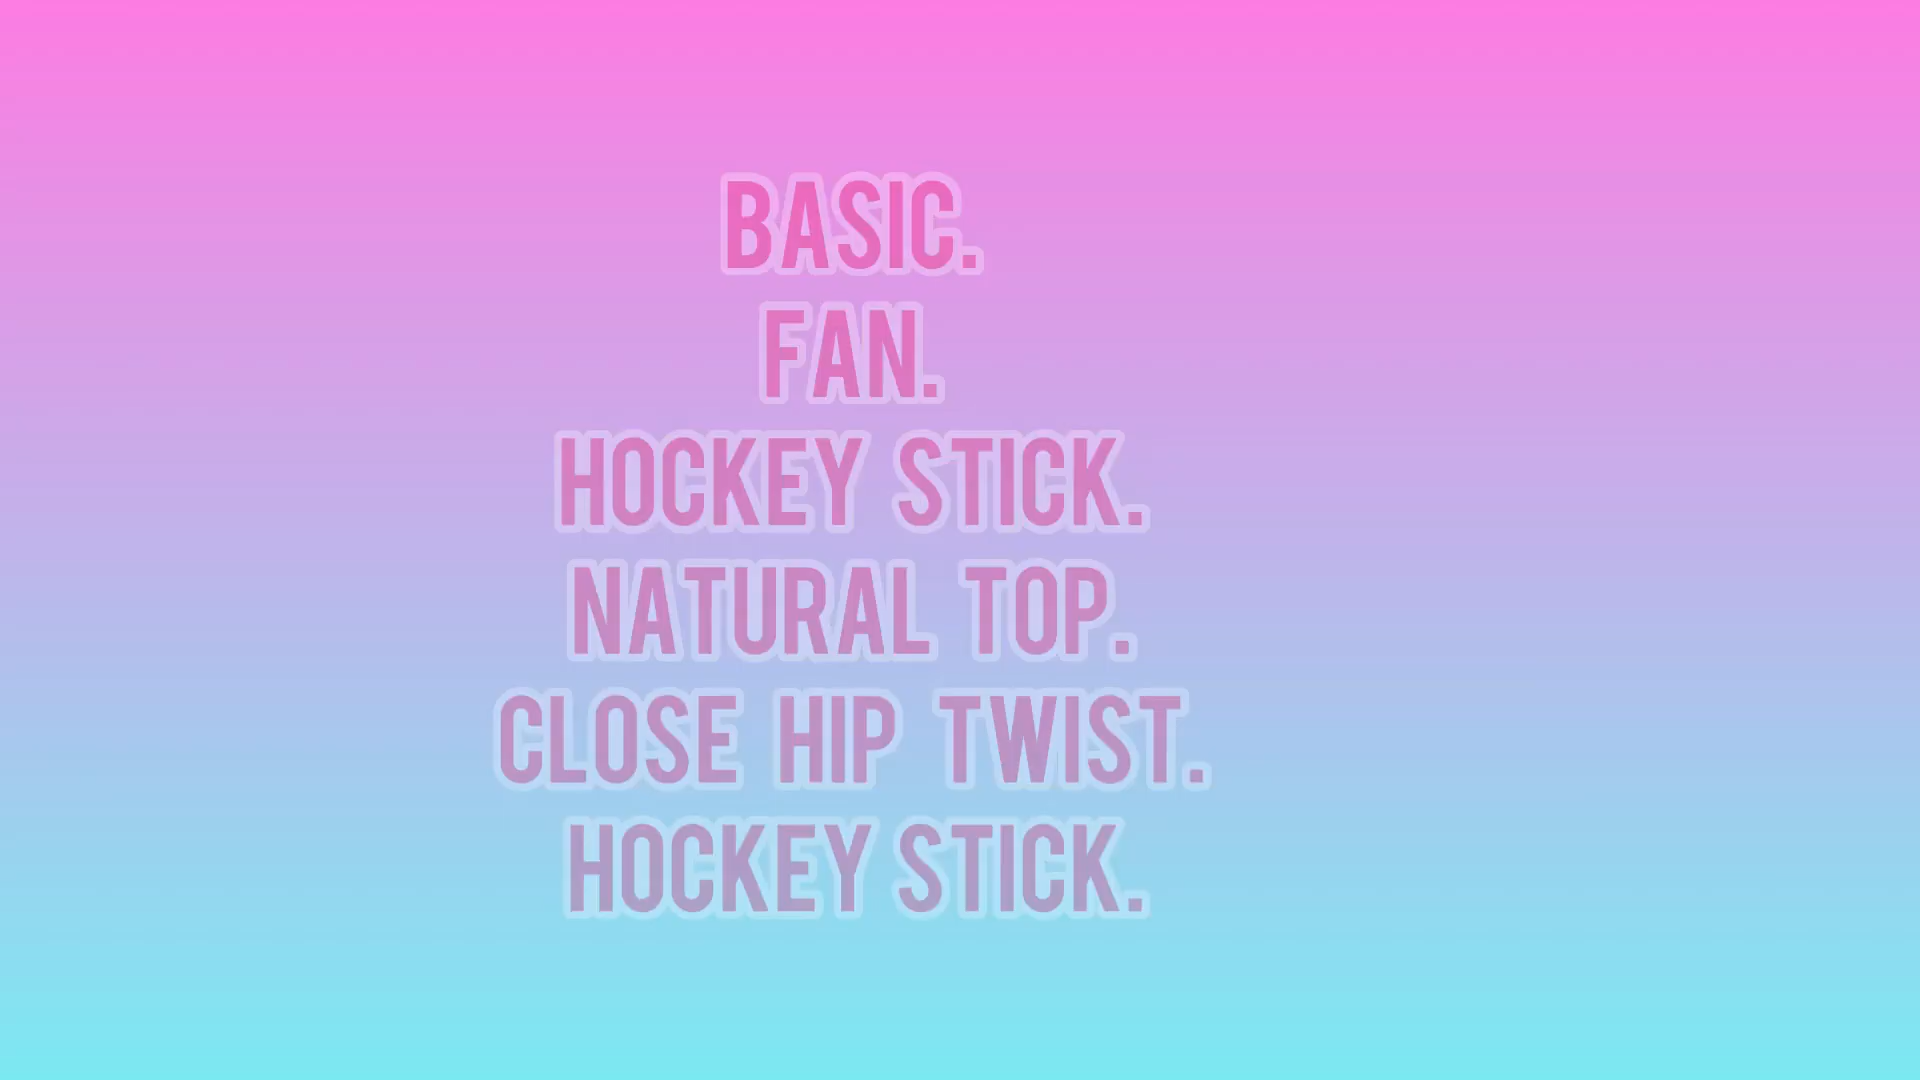 BASIC.
FAN.
HOCKEY STICK.
NATURAL TOP.
CLOSE HIP TWIST.
HOCKEY STICK.